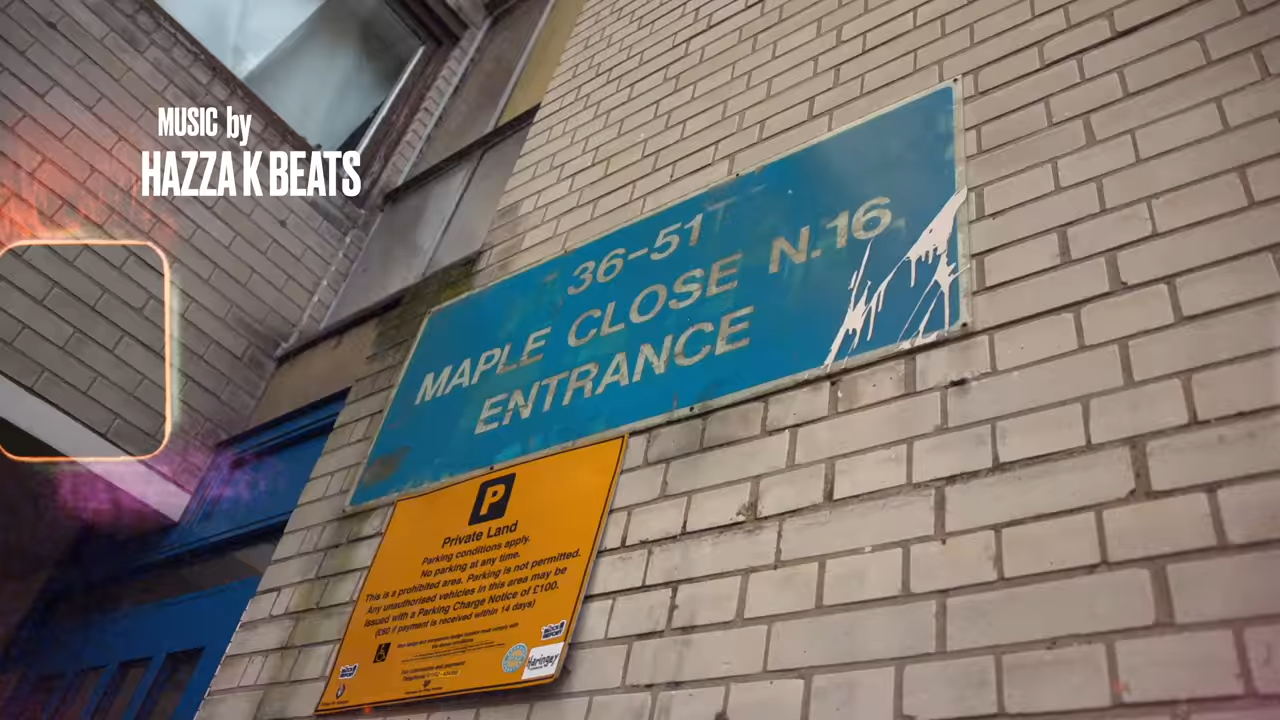 MUSIC by
HAZZA K BEATS
36-51
MAPLE CLOSE N.16
ENTRANCE
P
Private Land
Parking conditions apply.
No parking at any time.
This is a prohibited area. Parking is not permitted.
Any unauthorised vehicles in this area may be
issued with a Parking Charge Notice of £100.
(£60 if payment is received within 14 days)
Haringey